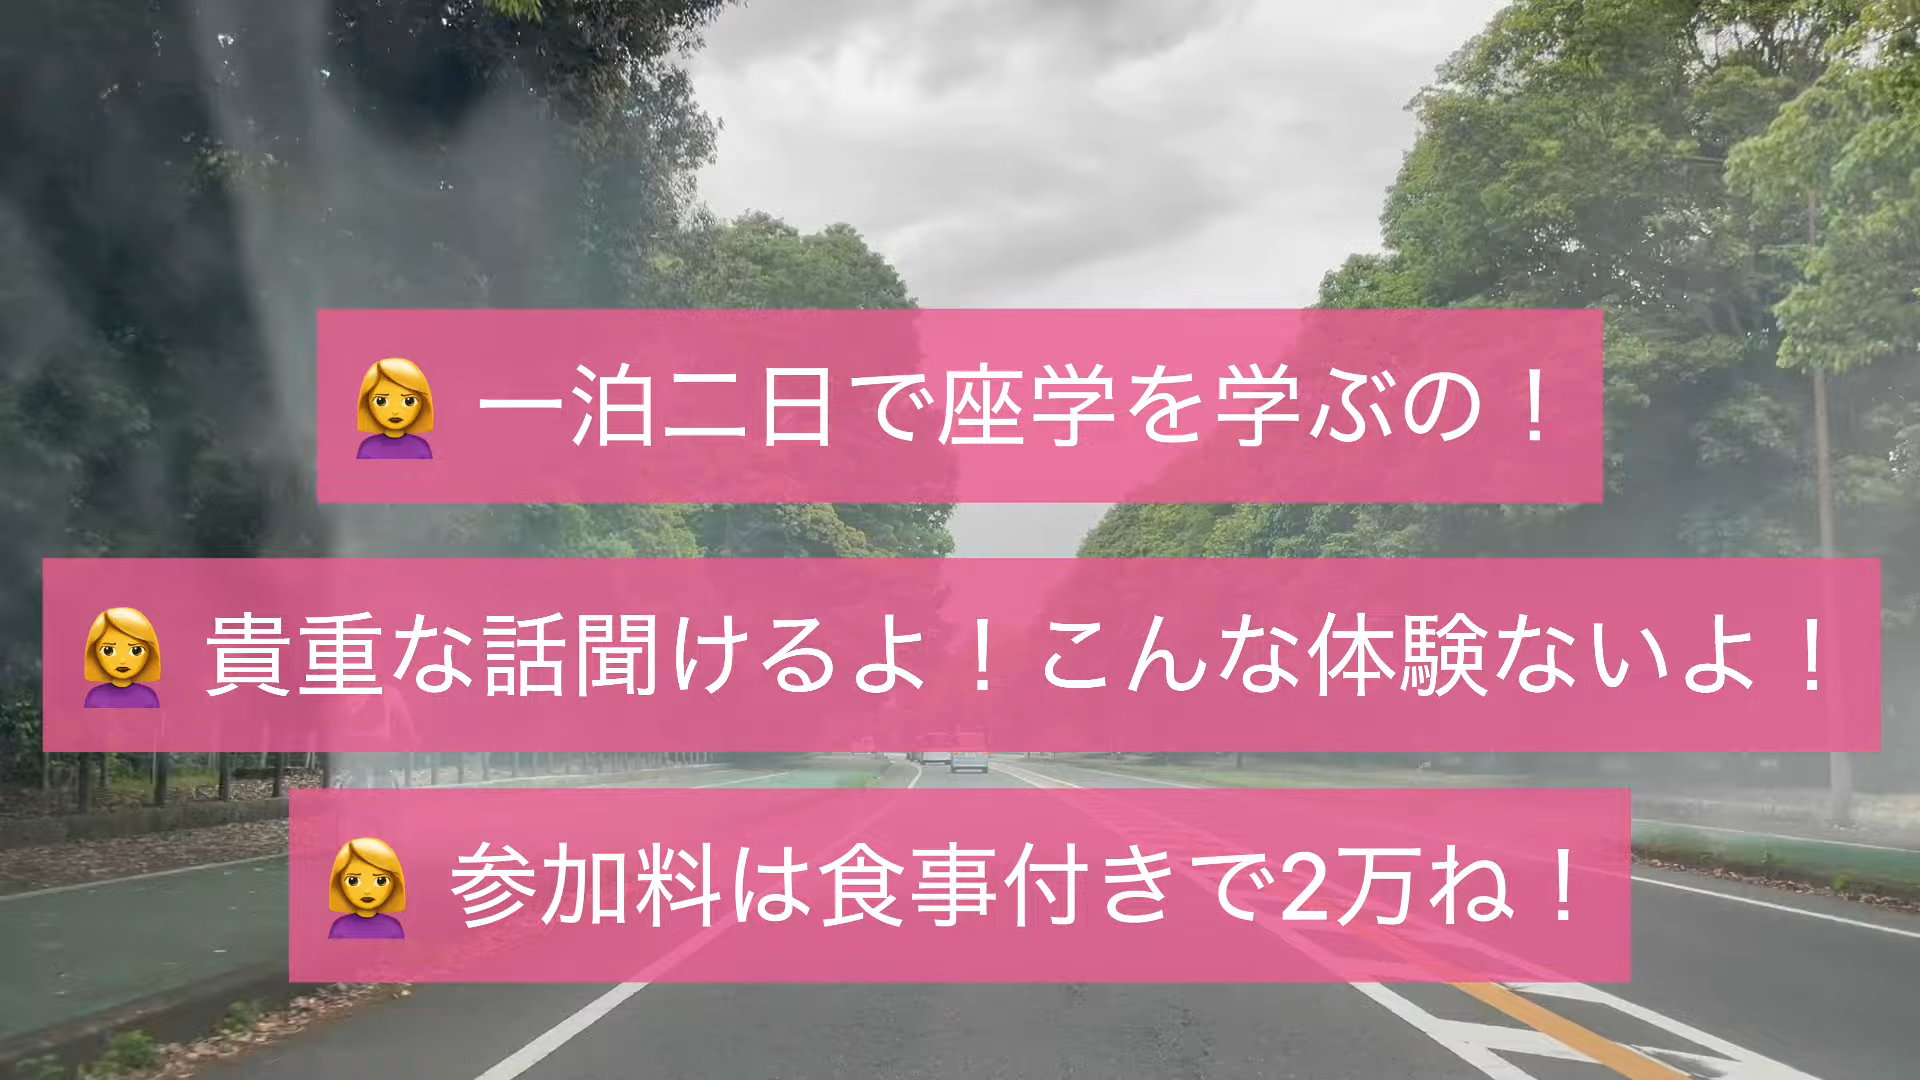 🙍‍♀️ 一泊二日で座学を学ぶの！
🙍‍♀️ 貴重な話聞けるよ！こんな体験ないよ！
🙍‍♀️ 参加料は食事付きで2万ね！